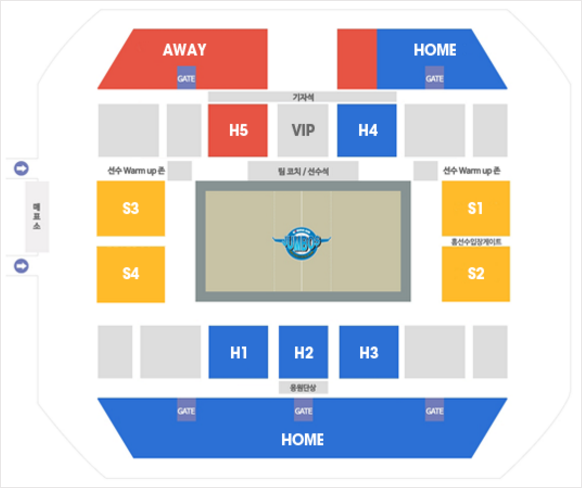 AWAY
HOME
GATE
GATE
기자석
H5
VIP
H4
선수 Warm up 존
팀 코치 / 선수석
선수 Warm up 존
매표소
S3
S1
홈선수입장게이트
S4
S2
JUMBOS
H1
H2
H3
응원단상
GATE
GATE
GATE
HOME